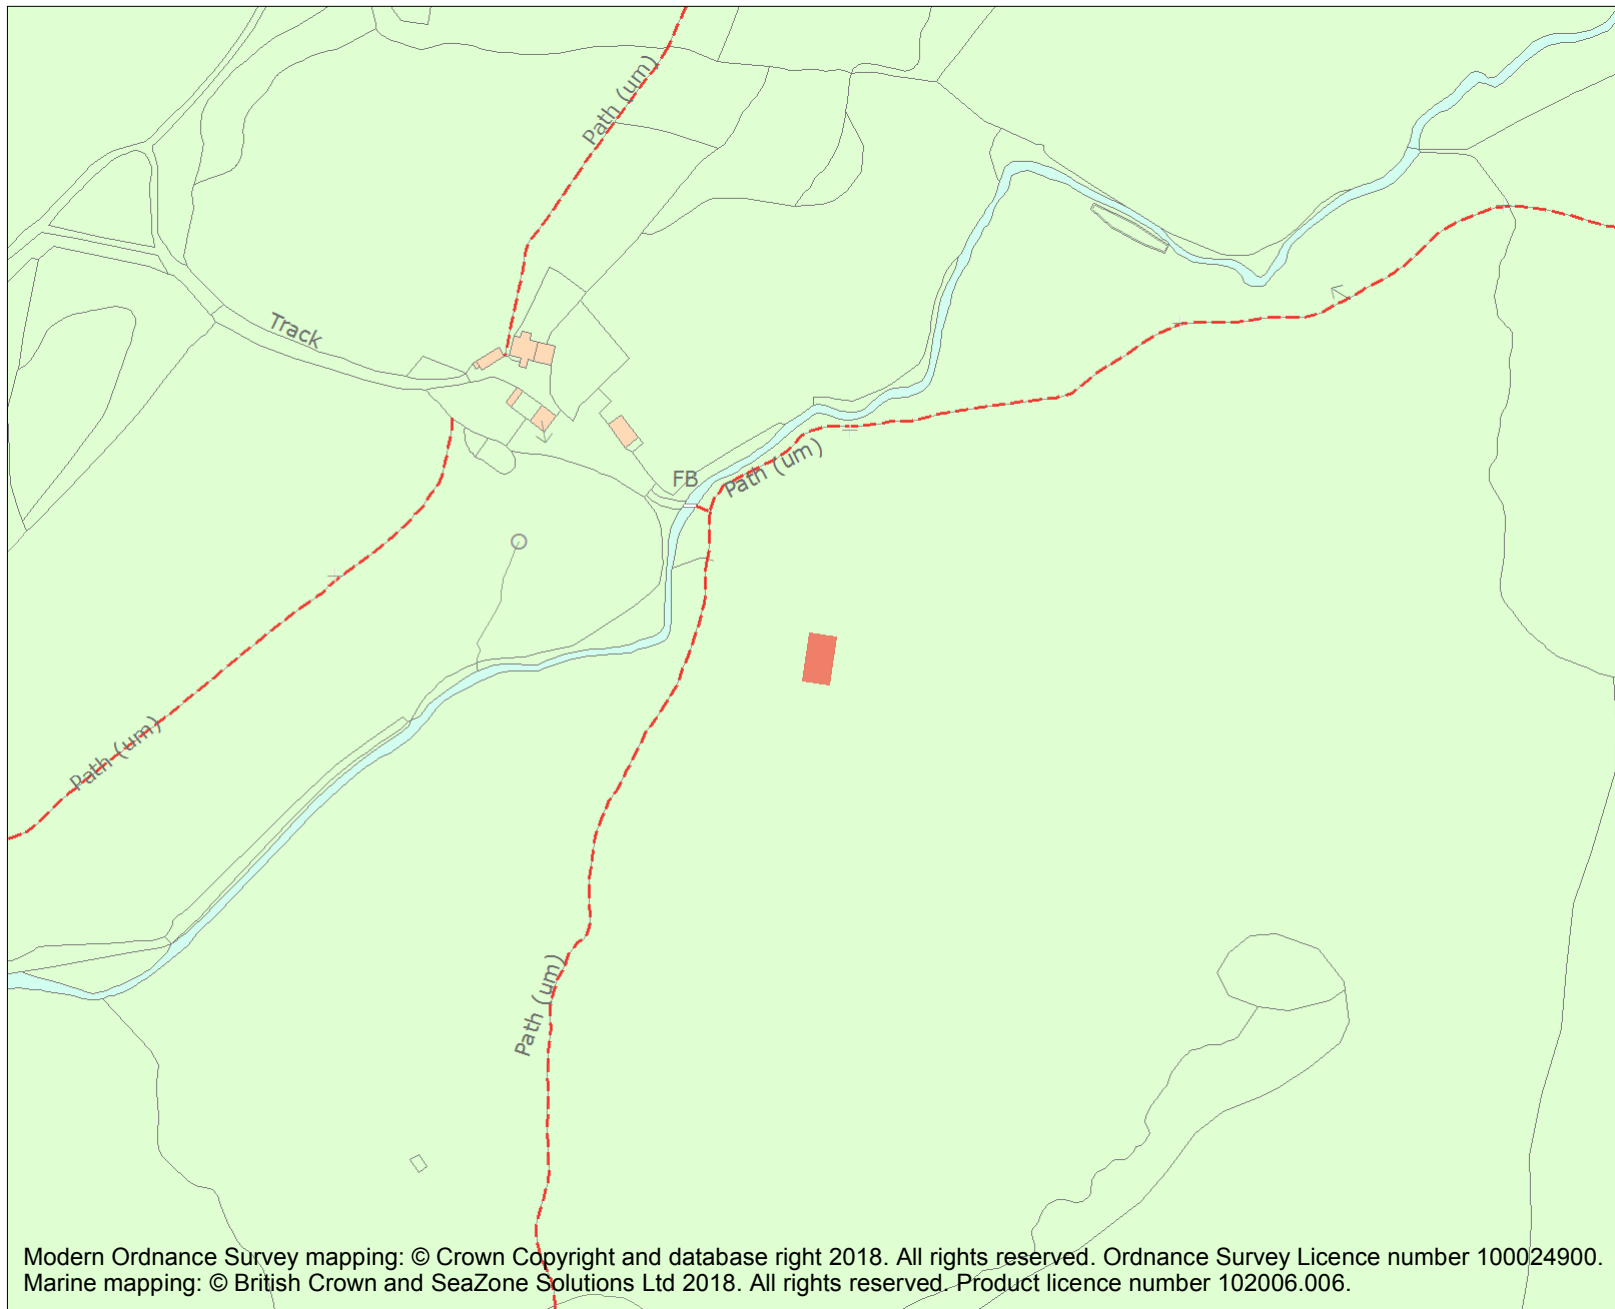 Path (um)
Track
FB
Path (um)
Path (um)
Path (um)
Modern Ordnance Survey mapping: © Crown Copyright and database right 2018. All rights reserved. Ordnance Survey Licence number 100024900.
Marine mapping: © British Crown and SeaZone Solutions Ltd 2018. All rights reserved. Product licence number 102006.006.